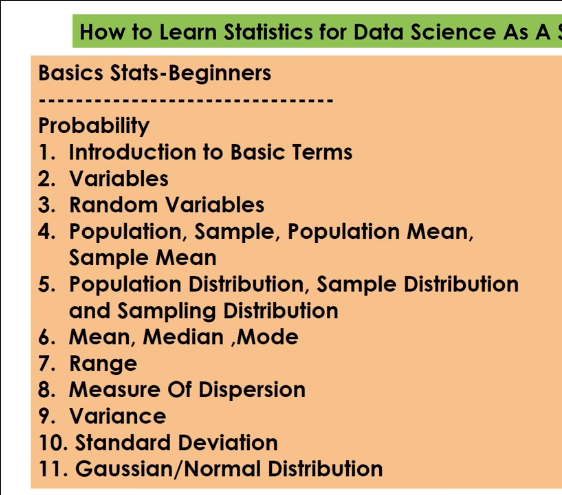 How to Learn Statistics for Data Science As A
Basics Stats-Beginners
--------------------------------
Probability
1. Introduction to Basic Terms
2. Variables
3. Random Variables
4. Population, Sample, Population Mean,
Sample Mean
5. Population Distribution, Sample Distribution
and Sampling Distribution
6. Mean, Median ,Mode
7. Range
8. Measure Of Dispersion
9. Variance
10. Standard Deviation
11. Gaussian/Normal Distribution